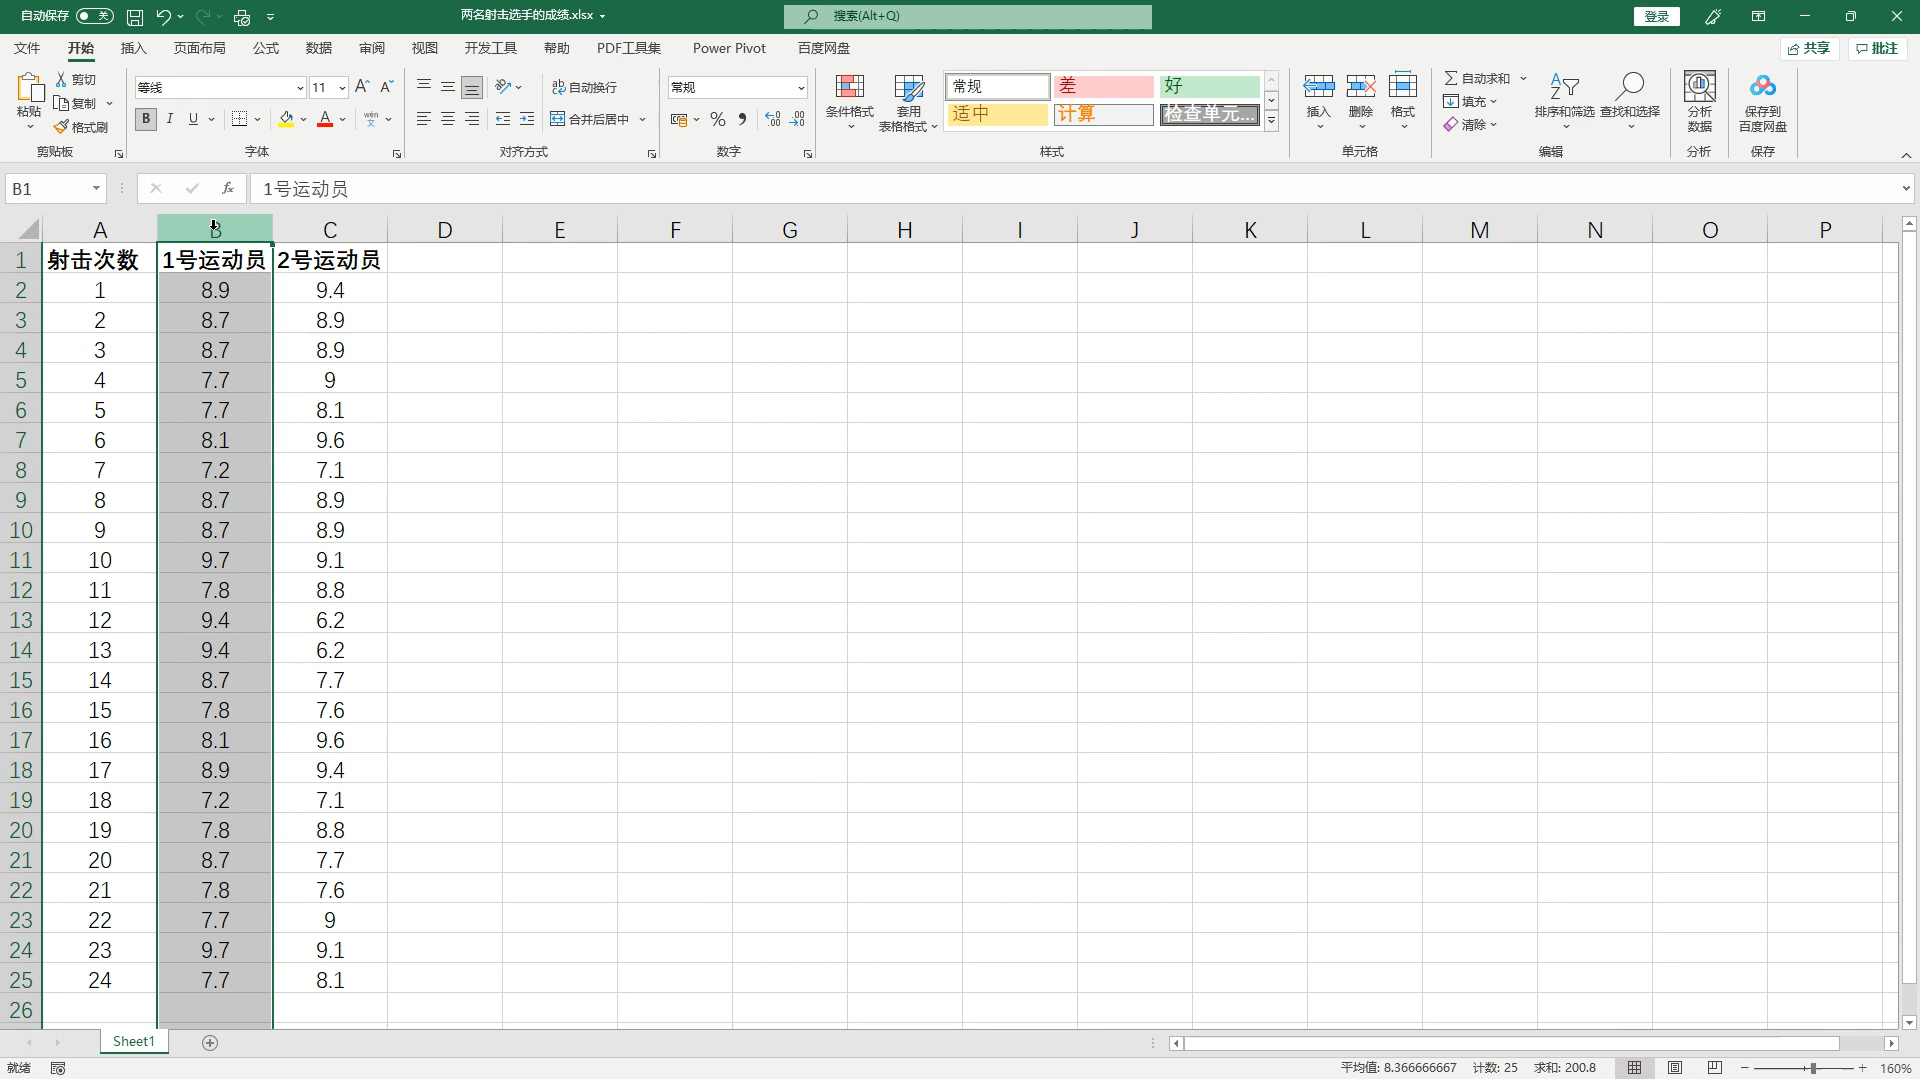 自动保存 关 两名射击选手的成绩.xlsx 搜索(Alt+Q) 登录
文件 开始 插入 页面布局 公式 数据 审阅 视图 开发工具 帮助 PDF工具集 Power Pivot 百度网盘 共享 批注
粘贴 剪切 复制 格式刷 剪贴板
等线 11 B I U wén 文 字体
自动换行 合并后居中 对齐方式
常规 % 数字
条件格式 套用 表格格式 常规 差 好 适中 计算 检查单元... 样式
插入 删除 格式 单元格
自动求和 填充 清除 排序和筛选 查找和选择 编辑
分析 数据 分析
保存到 百度网盘 保存
B1 fx 1号运动员
A B C D E F G H I J K L M N O P
1 射击次数 1号运动员 2号运动员
2 1 8.9 9.4
3 2 8.7 8.9
4 3 8.7 8.9
5 4 7.7 9
6 5 7.7 8.1
7 6 8.1 9.6
8 7 7.2 7.1
9 8 8.7 8.9
10 9 8.7 8.9
11 10 9.7 9.1
12 11 7.8 8.8
13 12 9.4 6.2
14 13 9.4 6.2
15 14 8.7 7.7
16 15 7.8 7.6
17 16 8.1 9.6
18 17 8.9 9.4
19 18 7.2 7.1
20 19 7.8 8.8
21 20 8.7 7.7
22 21 7.8 7.6
23 22 7.7 9
24 23 9.7 9.1
25 24 7.7 8.1
26
Sheet1
就绪 平均值: 8.366666667 计数: 25 求和: 200.8 160%